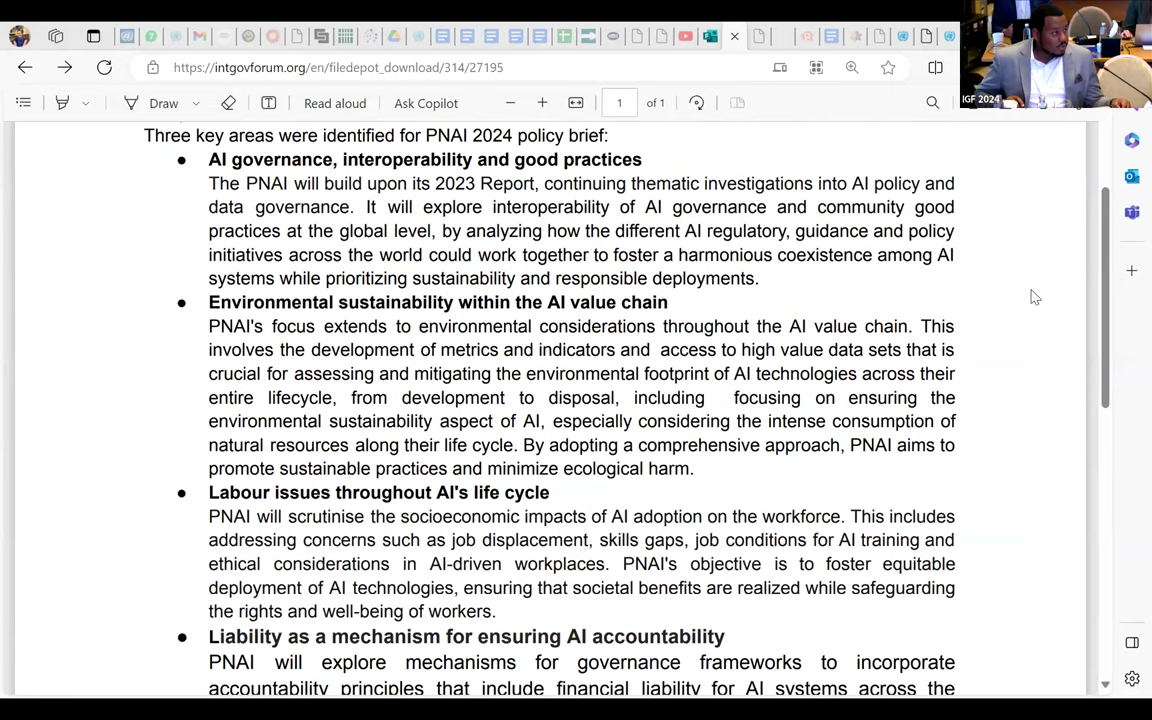 https://intgovforum.org/en/filedepot_download/314/27195
Draw
Read aloud
Ask Copilot
1
of 1
IGF 2024
Three key areas were identified for PNAI 2024 policy brief:
● AI governance, interoperability and good practices
The PNAI will build upon its 2023 Report, continuing thematic investigations into AI policy and
data governance. It will explore interoperability of AI governance and community good
practices at the global level, by analyzing how the different AI regulatory, guidance and policy
initiatives across the world could work together to foster a harmonious coexistence among AI
systems while prioritizing sustainability and responsible deployments.
● Environmental sustainability within the AI value chain
PNAI's focus extends to environmental considerations throughout the AI value chain. This
involves the development of metrics and indicators and access to high value data sets that is
crucial for assessing and mitigating the environmental footprint of AI technologies across their
entire lifecycle, from development to disposal, including focusing on ensuring the
environmental sustainability aspect of AI, especially considering the intense consumption of
natural resources along their life cycle. By adopting a comprehensive approach, PNAI aims to
promote sustainable practices and minimize ecological harm.
● Labour issues throughout AI's life cycle
PNAI will scrutinise the socioeconomic impacts of AI adoption on the workforce. This includes
addressing concerns such as job displacement, skills gaps, job conditions for AI training and
ethical considerations in AI-driven workplaces. PNAI's objective is to foster equitable
deployment of AI technologies, ensuring that societal benefits are realized while safeguarding
the rights and well-being of workers.
● Liability as a mechanism for ensuring AI accountability
PNAI will explore mechanisms for governance frameworks to incorporate
accountability principles that include financial liability for AI systems across the